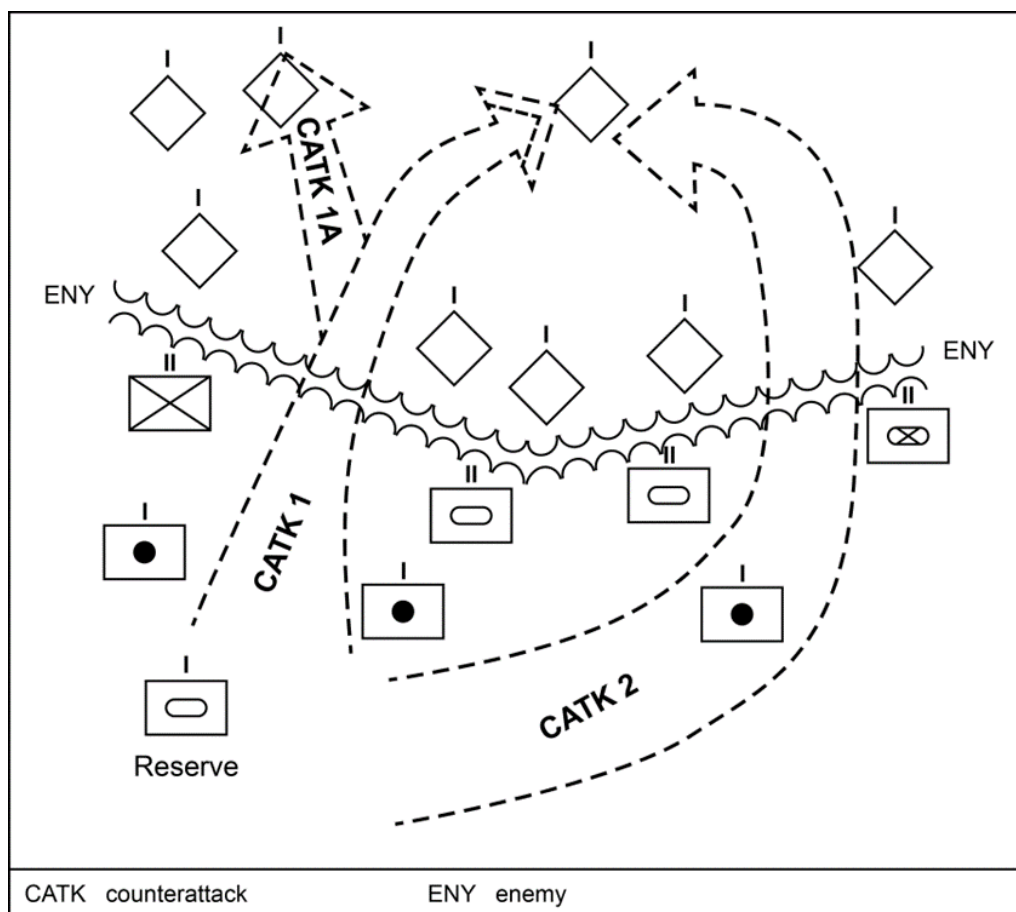 CATK 1A
ENY
ENY
CATK 1
CATK 2
Reserve
CATK counterattack
ENY enemy